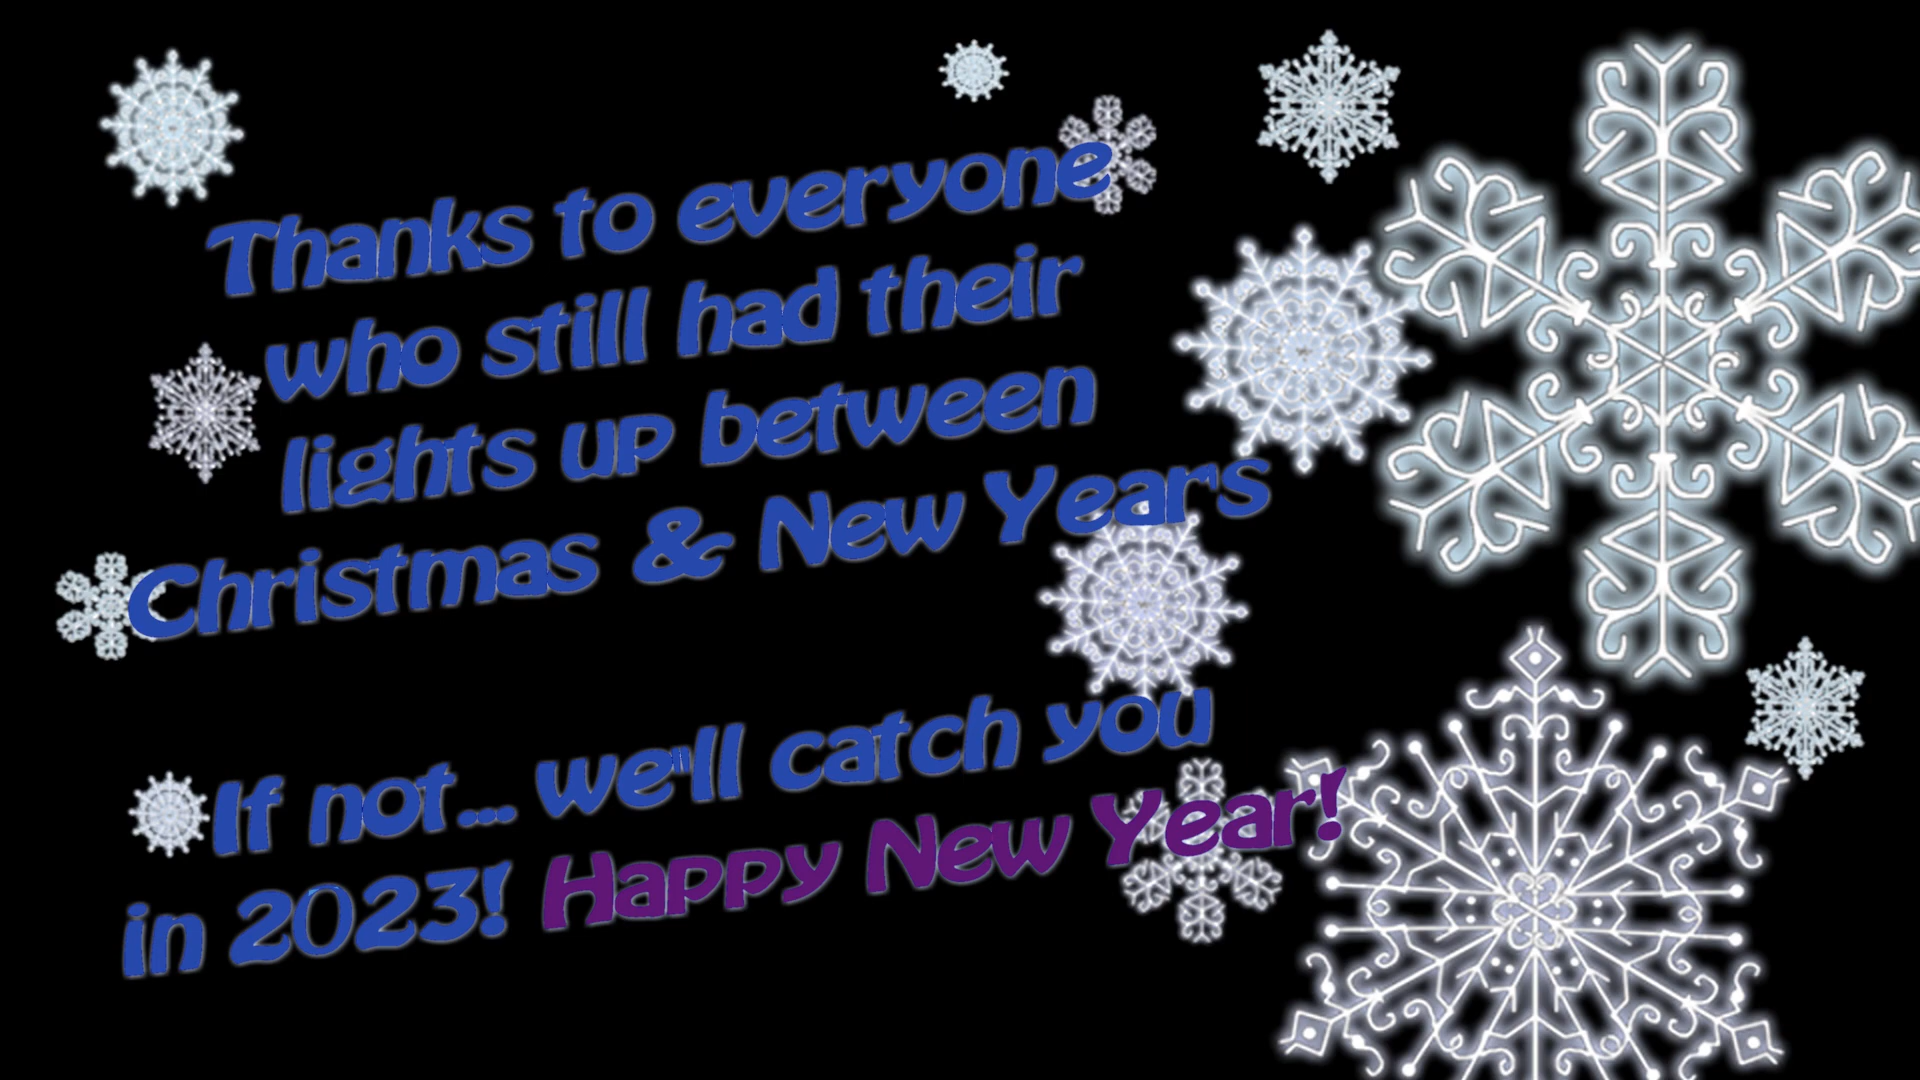 Thanks to everyone
who still had their
lights up between
Christmas & New Year's
If not... we'll catch you
in 2023! Happy New Year!